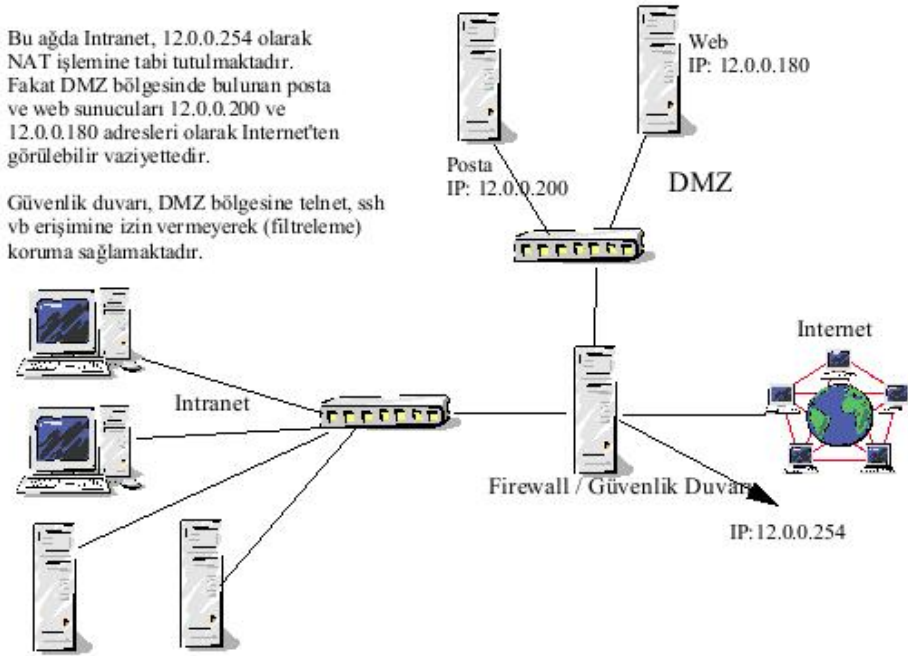 Bu ağda Intranet, 12.0.0.254 olarak
NAT işlemine tabi tutulmaktadır.
Fakat DMZ bölgesinde bulunan posta
ve web sunucuları 12.0.0.200 ve
12.0.0.180 adresleri olarak Internet'ten
görülebilir vaziyettedir.
Güvenlik duvarı, DMZ bölgesine telnet, ssh
vb erişimine izin vermeyerek (filtreleme)
koruma sağlamaktadır.
Web
IP: 12.0.0.180
Posta
IP: 12.0.0.200
DMZ
Internet
Intranet
Firewall / Güvenlik Duvarı
IP:12.0.0.254